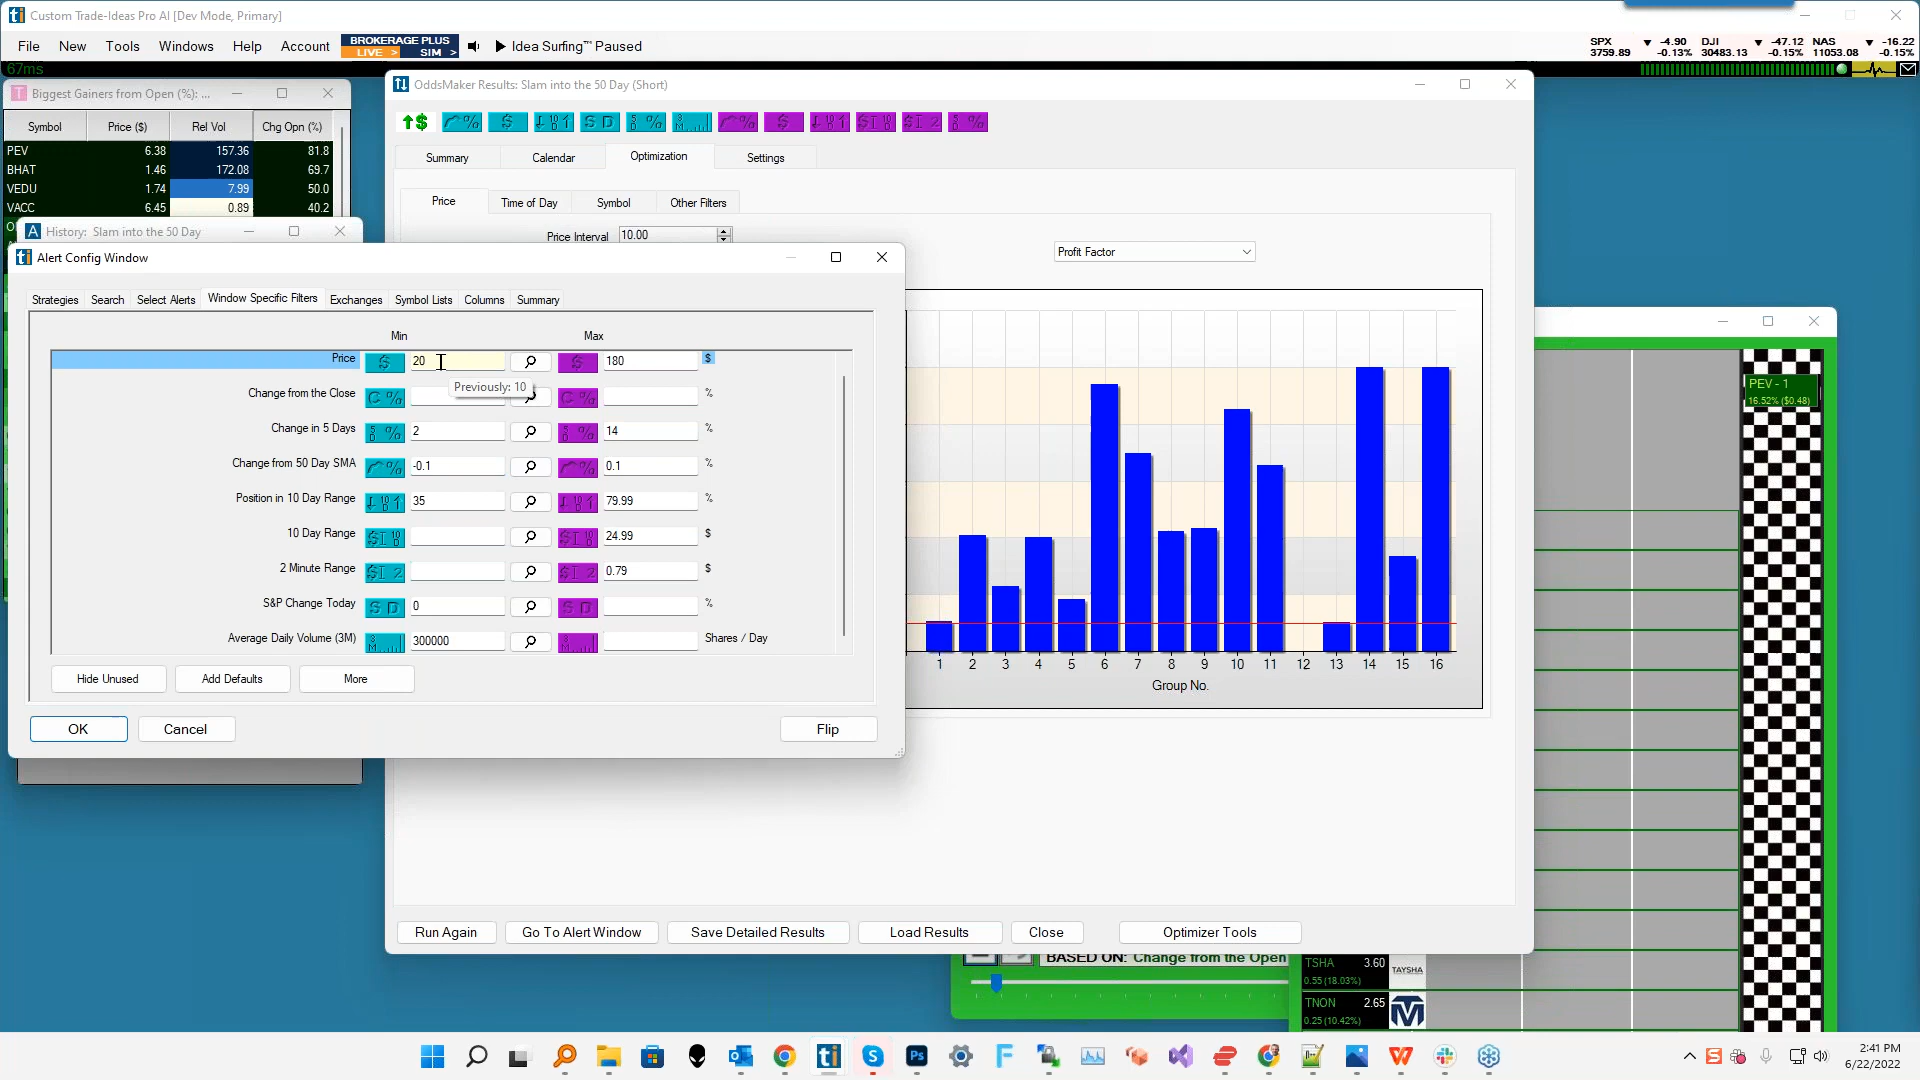 Custom Trade-Ideas Pro AI [Dev Mode, Primary]
File New Tools Windows Help Account
BROKERAGE PLUS
LIVE > SIM >
Idea Surfing™ Paused
SPX -4.90 DJI -47.12 NAS -16.22
3759.89 -0.13% 30483.13 -0.15% 11053.08 -0.15%
67ms
Biggest Gainers from Open (%): ...
Symbol Price ($) Rel Vol Chg Opn (%)
PEV 6.38 157.36 81.8
BHAT 1.46 172.08 69.7
VEDU 1.74 7.99 50.0
VACC 6.45 0.89 40.2
History: Slam into the 50 Day
OddsMaker Results: Slam into the 50 Day (Short)
Summary Calendar Optimization Settings
Price Time of Day Symbol Other Filters
Price Interval 10.00
Profit Factor
1 2 3 4 5 6 7 8 9 10 11 12 13 14 15 16
Group No.
Run Again Go To Alert Window Save Detailed Results Load Results Close Optimizer Tools
Alert Config Window
Strategies Search Select Alerts Window Specific Filters Exchanges Symbol Lists Columns Summary
Min Max
Price 20 180 $
Previously: 10
Change from the Close %
Change in 5 Days 2 14 %
Change from 50 Day SMA -0.1 0.1 %
Position in 10 Day Range 35 79.99 %
10 Day Range 24.99 $
2 Minute Range 0.79 $
S&P Change Today 0 %
Average Daily Volume (3M) 300000 Shares / Day
Hide Unused Add Defaults More
OK Cancel Flip
PEV - 1
16.52% ($0.48)
BASED ON: Change from the Open
TSHA 3.60
0.55 (18.03%)
TAYSHA
TNON 2.65
0.25 (10.42%)
2:41 PM
6/22/2022